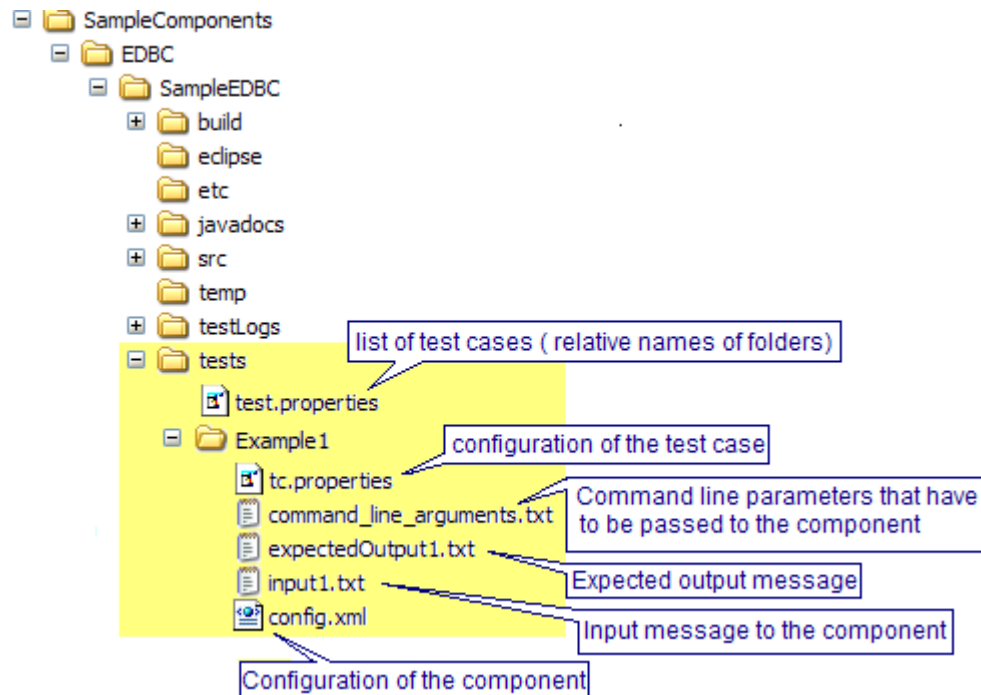 SampleComponents
EDBC
SampleEDBC
build
eclipse
etc
javadocs
src
temp
testLogs
list of test cases ( relative names of folders)
tests
test.properties
Example1
configuration of the test case
tc.properties
Command line parameters that have
to be passed to the component
command_line_arguments.txt
expectedOutput1.txt
Expected output message
input1.txt
Input message to the component
config.xml
Configuration of the component